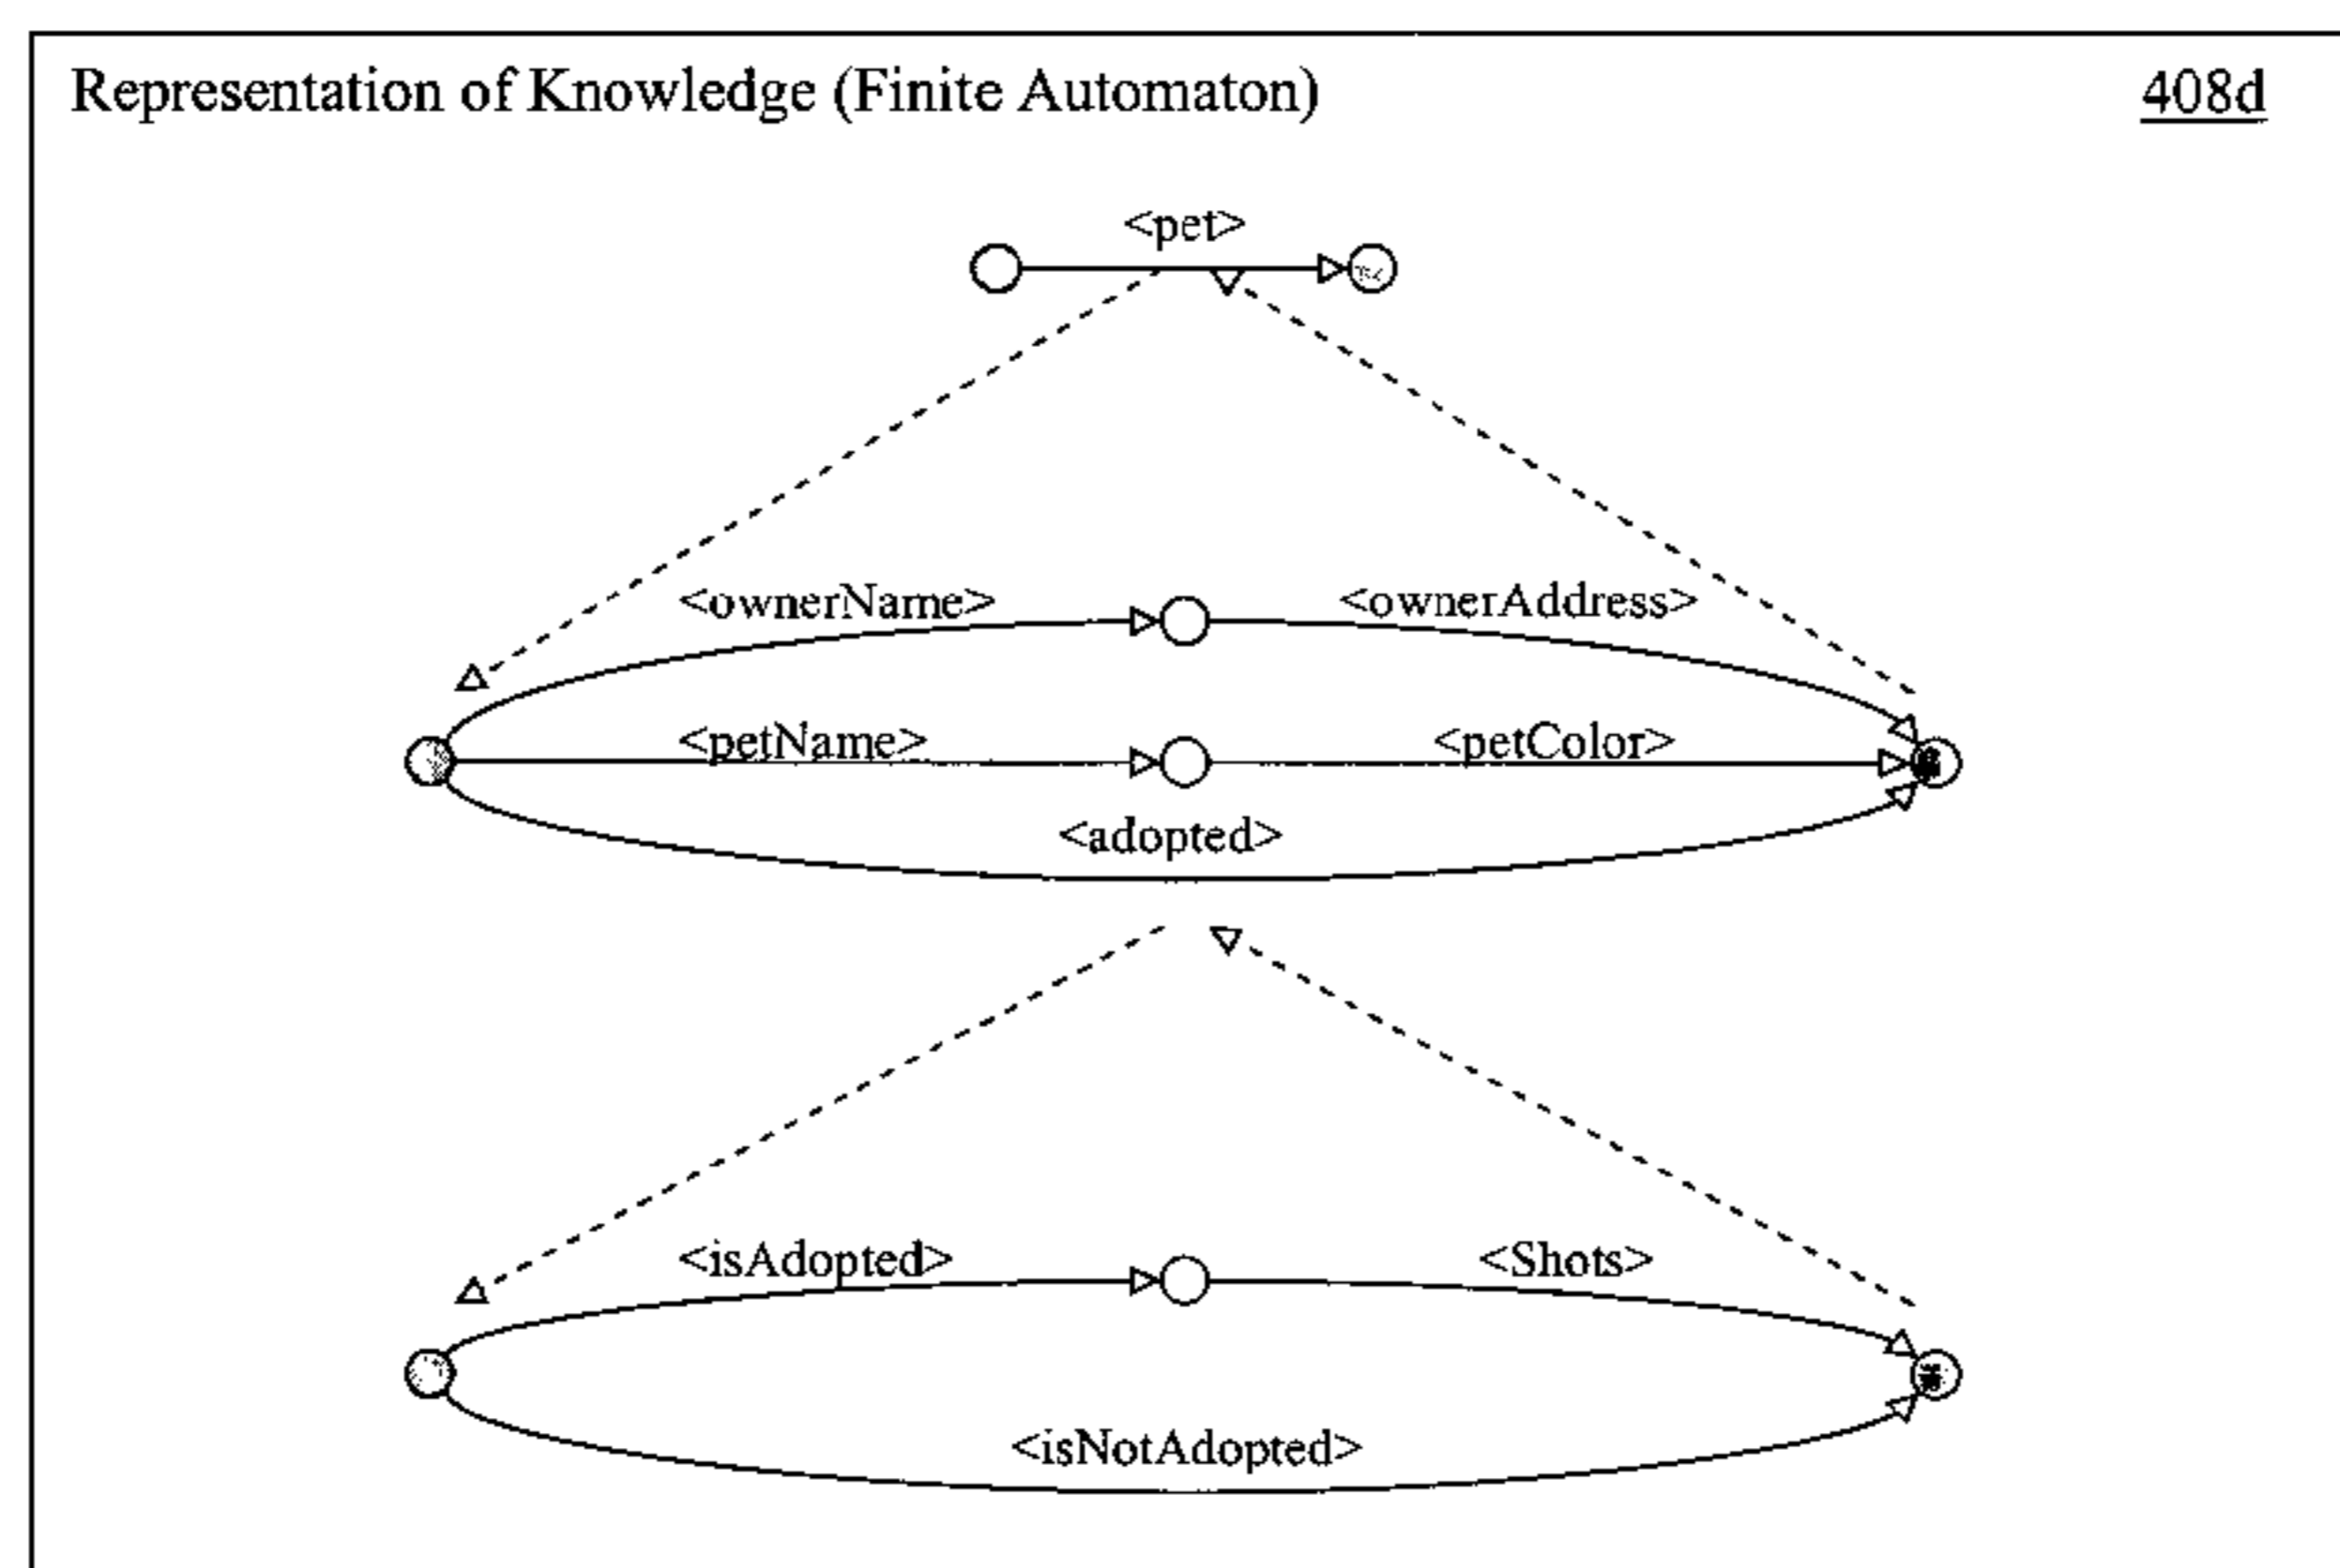 Representation of Knowledge (Finite Automaton) 408d
<pet>
<ownerName> <ownerAddress>
<petName> <petColor>
<adopted>
<isAdopted> <Shots>
<isNotAdopted>